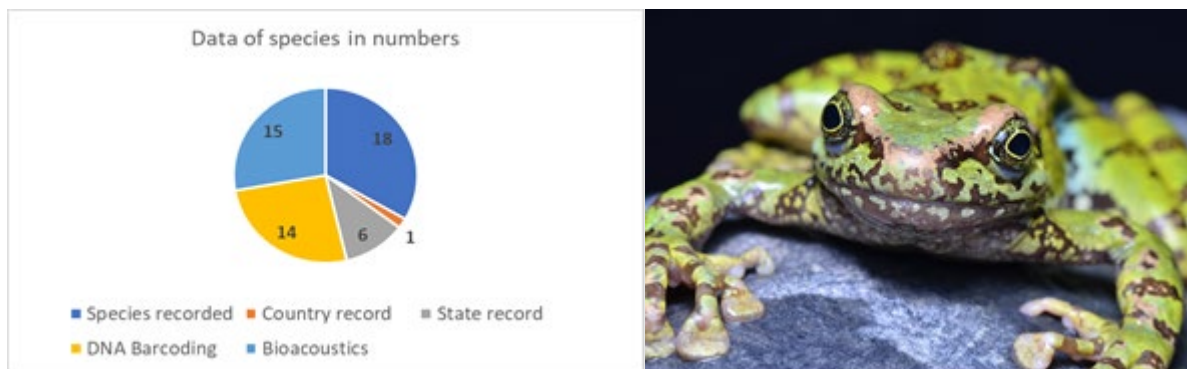 Data of species in numbers
15
18
14
6
1
Species recorded
Country record
State record
DNA Barcoding
Bioacoustics